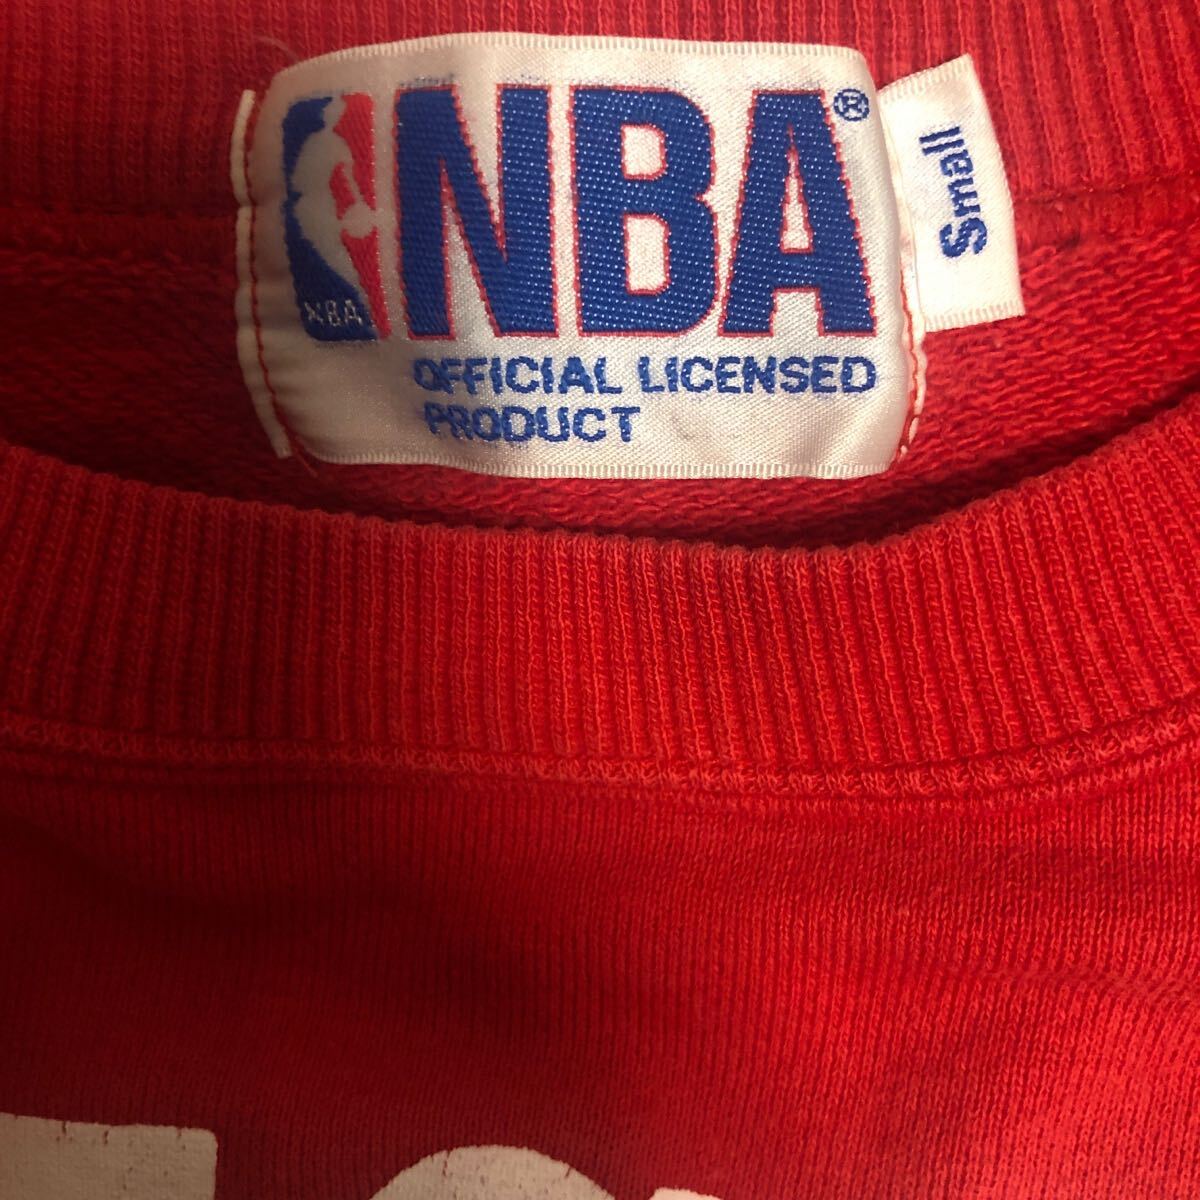 NBA®
NBA
OFFICIAL LICENSED
PRODUCT
Small